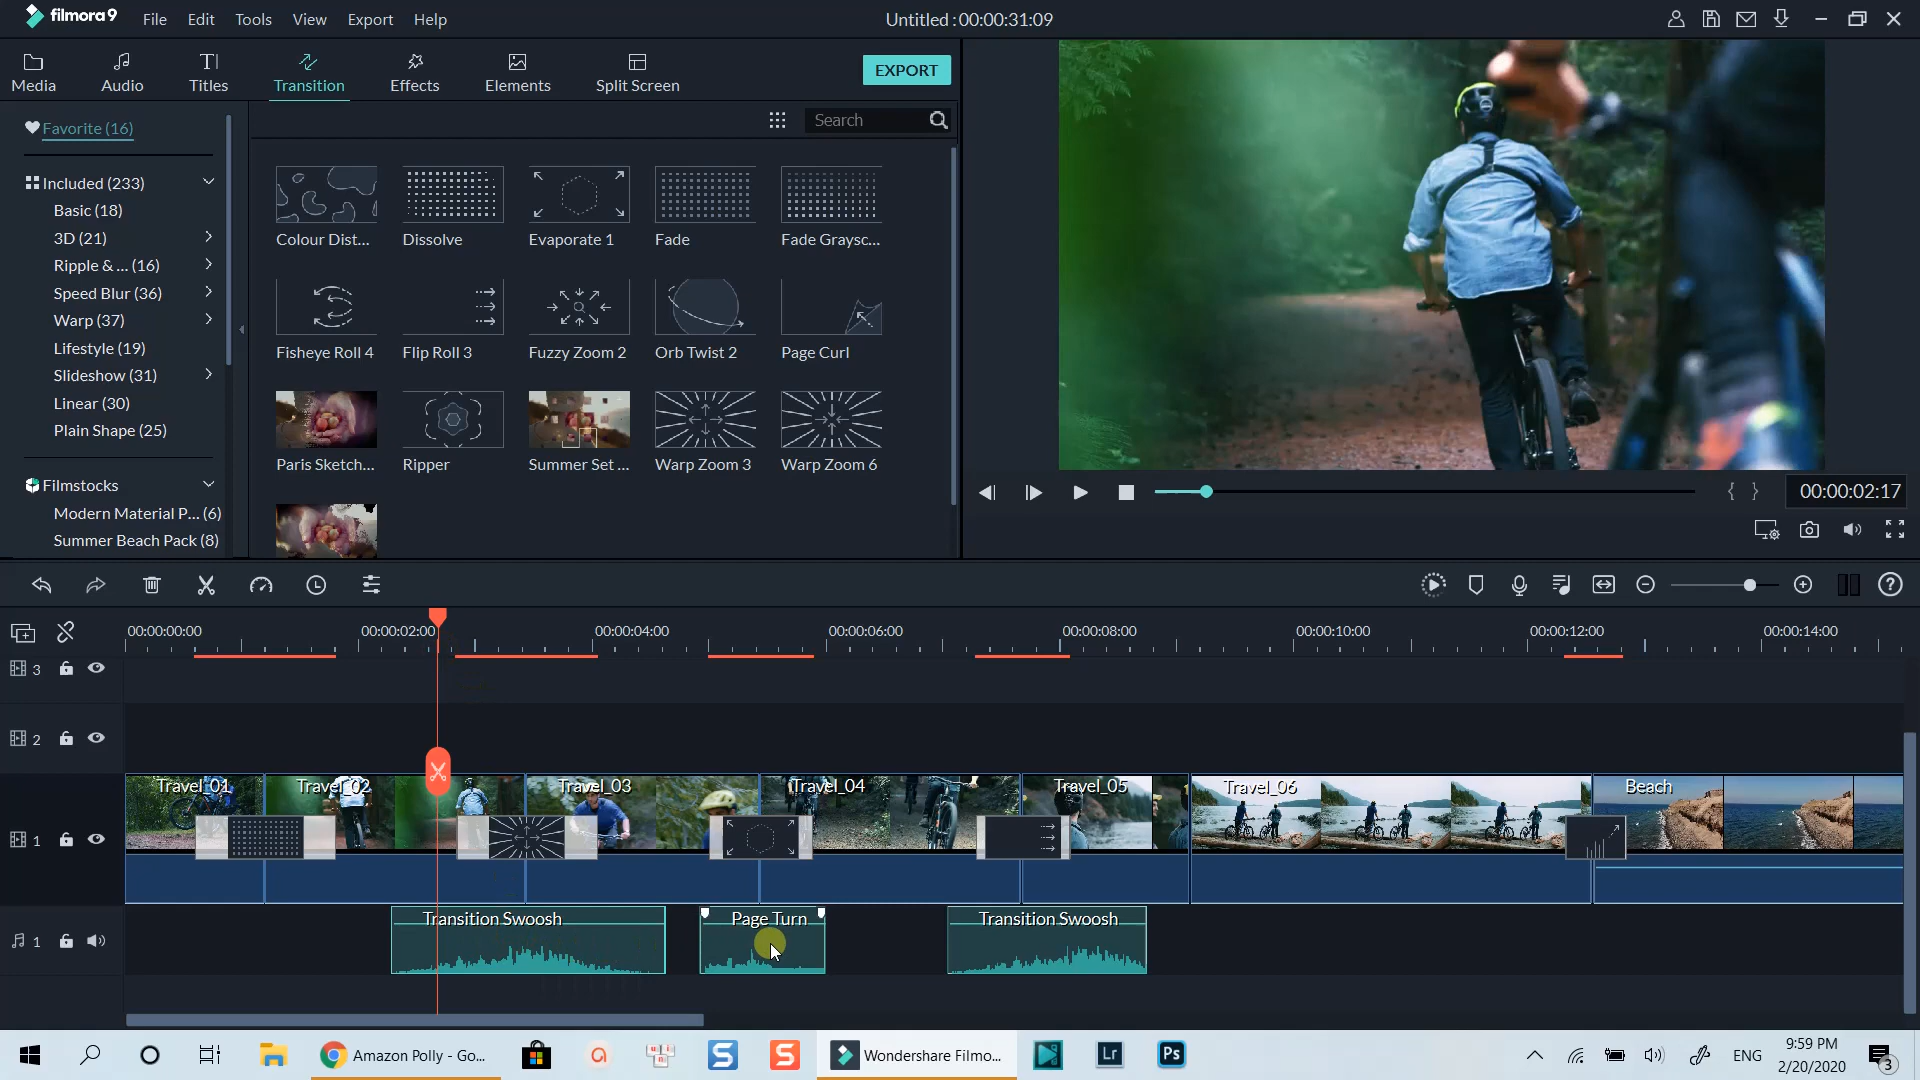 filmora9
File Edit Tools View Export Help
Untitled : 00:00:31:09
Media
Audio
Titles
Transition
Effects
Elements
Split Screen
EXPORT
Favorite (16)
Included (233)
Basic (18)
3D (21)
Ripple & ... (16)
Speed Blur (36)
Warp (37)
Lifestyle (19)
Slideshow (31)
Linear (30)
Plain Shape (25)
Filmstocks
Modern Material P... (6)
Summer Beach Pack (8)
Search
Colour Dist...
Dissolve
Evaporate 1
Fade
Fade Graysc...
Fisheye Roll 4
Flip Roll 3
Fuzzy Zoom 2
Orb Twist 2
Page Curl
Paris Sketch...
Ripper
Summer Set ...
Warp Zoom 3
Warp Zoom 6
{ }
00:00:02:17
00:00:00:00
00:00:02:00
00:00:04:00
00:00:06:00
00:00:08:00
00:00:10:00
00:00:12:00
00:00:14:00
3
2
Travel_01
Travel_02
Travel_03
Travel_04
Travel_05
Travel_06
Beach
1
Transition Swoosh
Page Turn
Transition Swoosh
1
Amazon Polly - Go...
Wondershare Filmo...
Lr
Ps
ENG
9:59 PM
2/20/2020
3